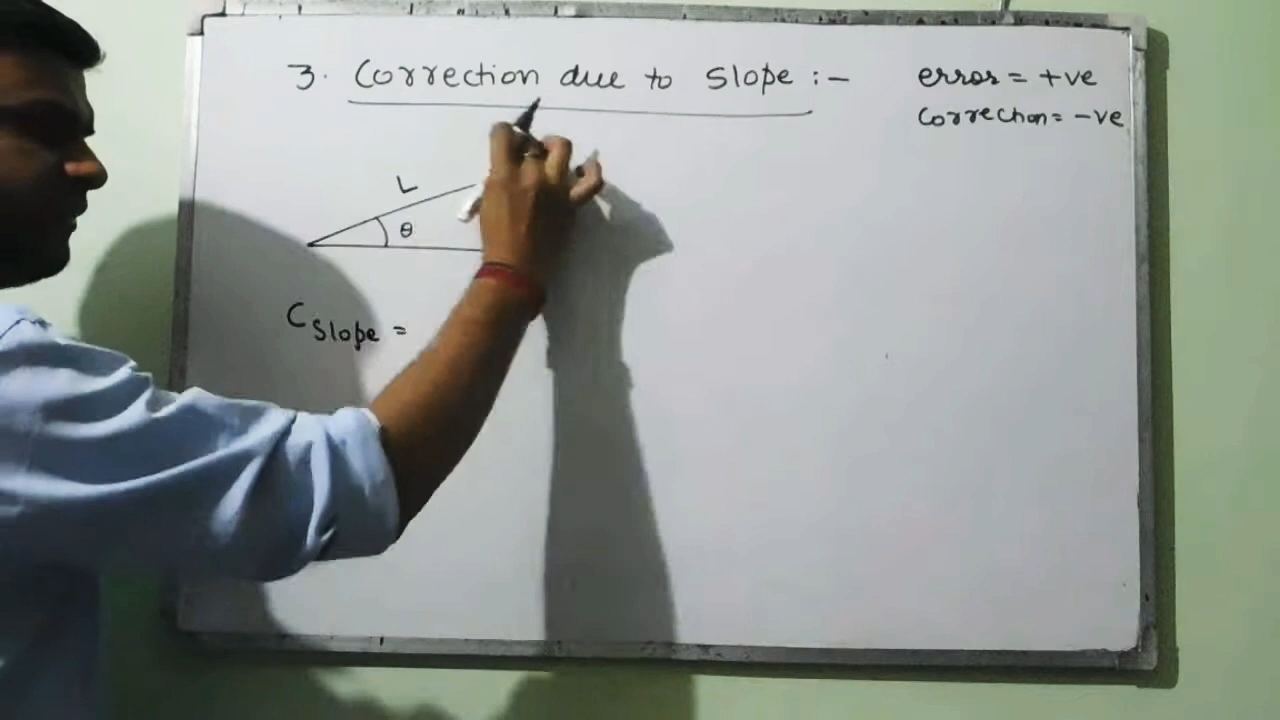 3. Correction due to Slope :-
error = +ve
Correction = -ve
L
θ
C Slope =